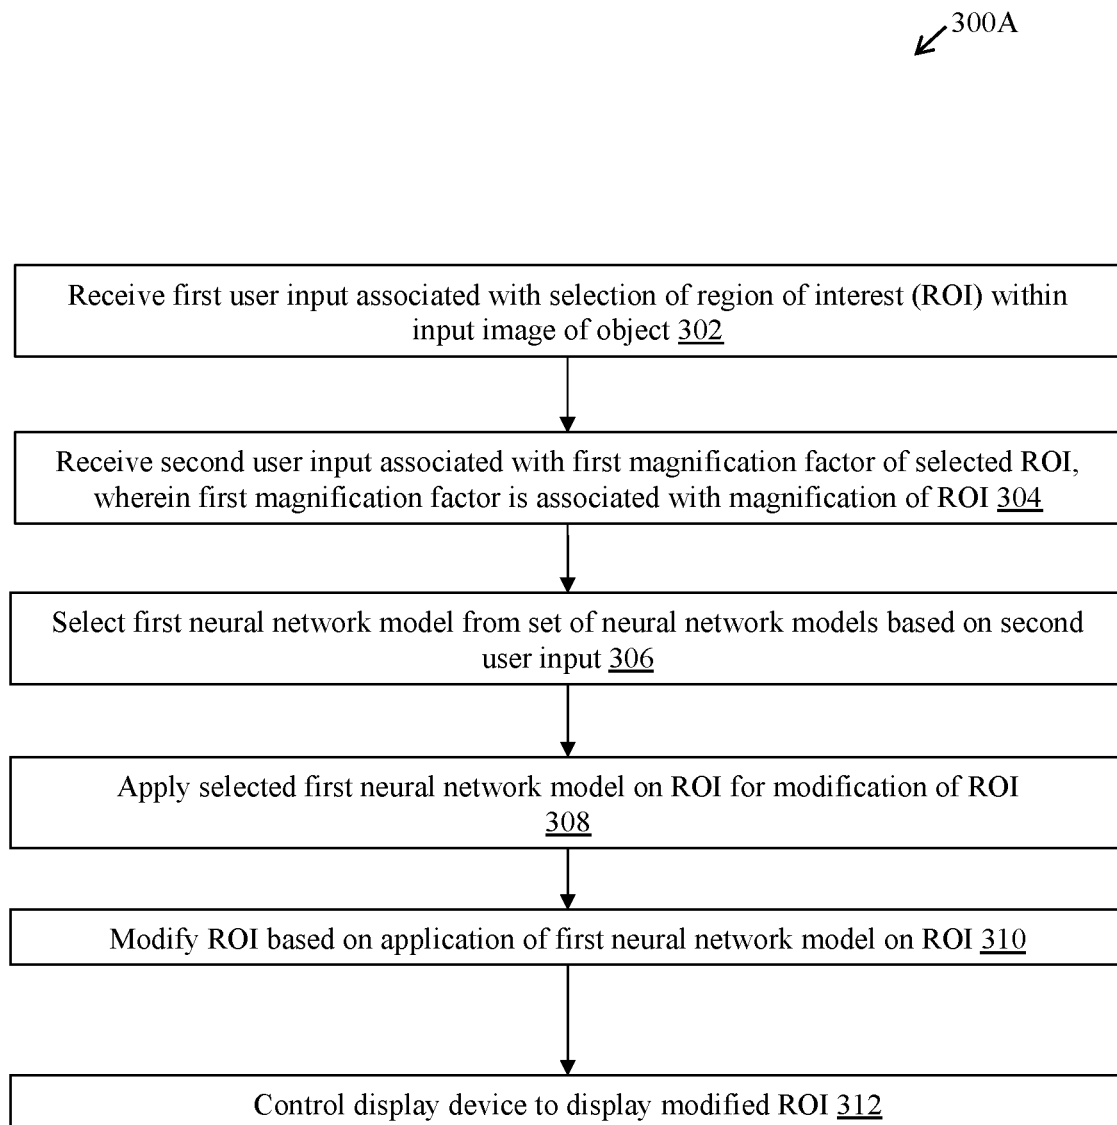 300A
Receive first user input associated with selection of region of interest (ROI) within
input image of object 302
Receive second user input associated with first magnification factor of selected ROI,
wherein first magnification factor is associated with magnification of ROI 304
Select first neural network model from set of neural network models based on second
user input 306
Apply selected first neural network model on ROI for modification of ROI
308
Modify ROI based on application of first neural network model on ROI 310
Control display device to display modified ROI 312